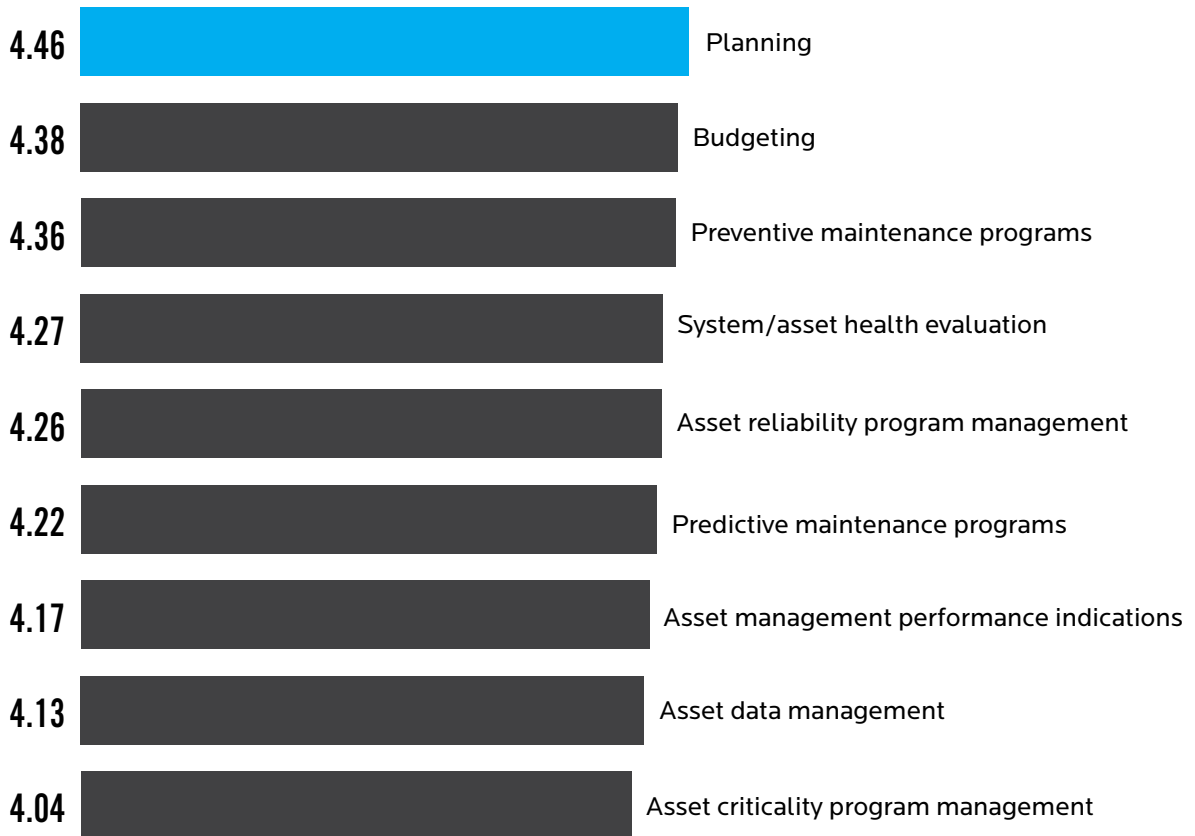 4.46 Planning
4.38 Budgeting
4.36 Preventive maintenance programs
4.27 System/asset health evaluation
4.26 Asset reliability program management
4.22 Predictive maintenance programs
4.17 Asset management performance indications
4.13 Asset data management
4.04 Asset criticality program management